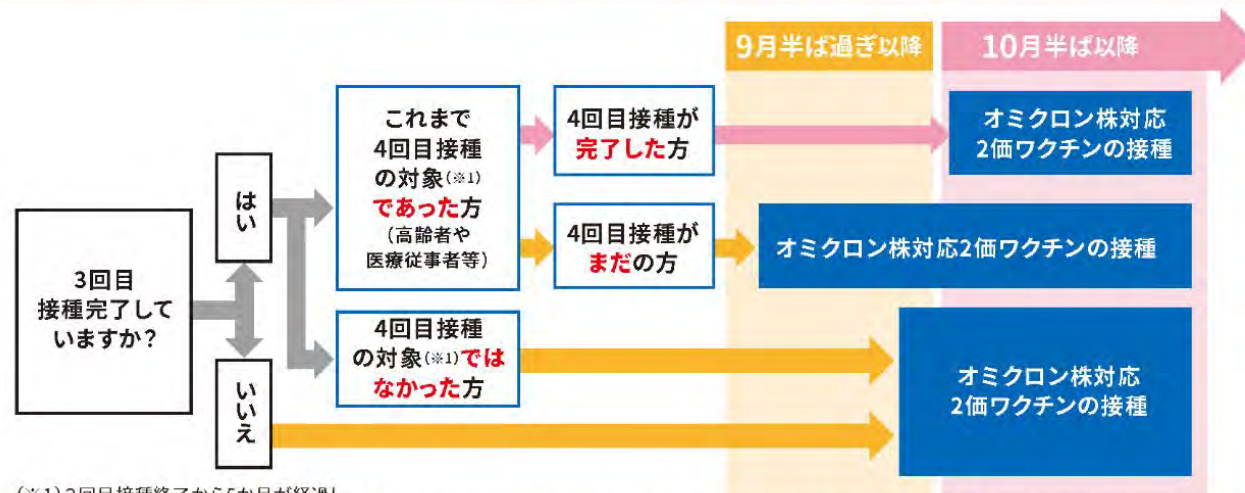 9月半ば過ぎ以降
10月半ば以降
3回目
接種完了して
いますか？
はい
いいえ
これまで
4回目接種
の対象(※1)
であった方
(高齢者や
医療従事者等)
4回目接種が
完了した方
オミクロン株対応
2価ワクチンの接種
4回目接種が
まだの方
オミクロン株対応2価ワクチンの接種
4回目接種
の対象(※1)では
なかった方
オミクロン株対応
2価ワクチンの接種